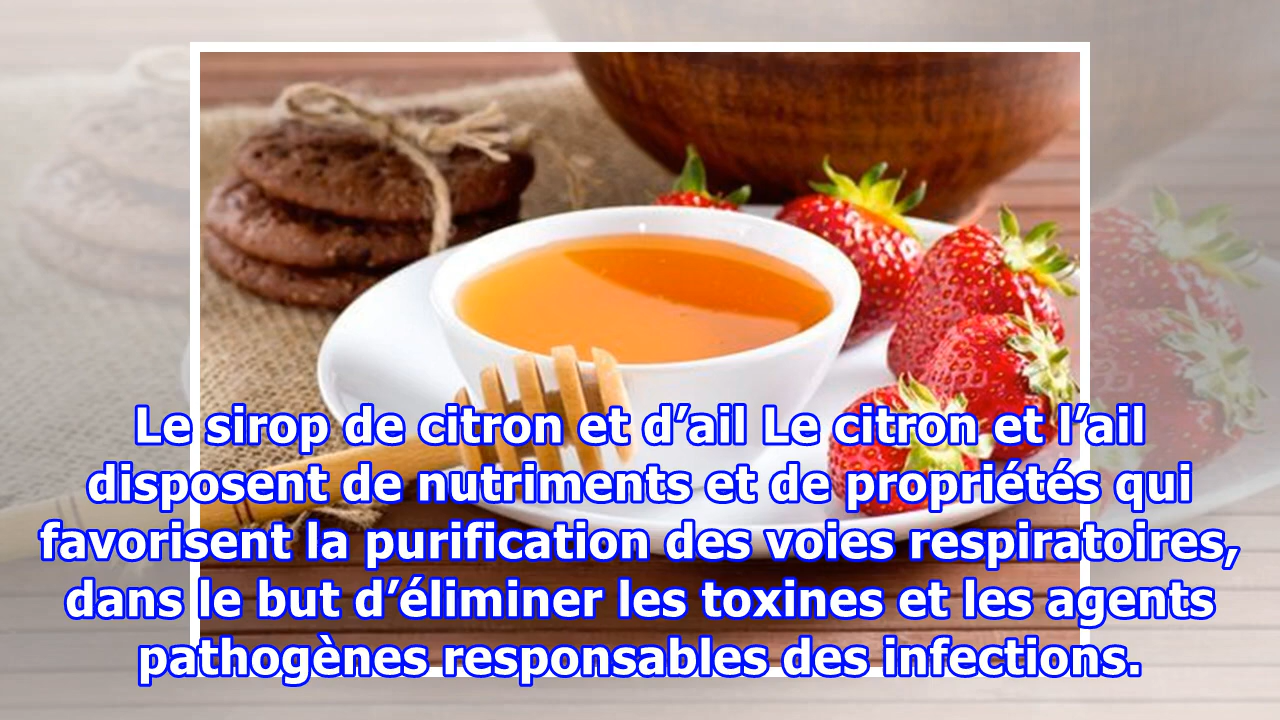 Le sirop de citron et d’ail Le citron et l’ail
disposent de nutriments et de propriétés qui
favorisent la purification des voies respiratoires,
dans le but d’éliminer les toxines et les agents
pathogènes responsables des infections.